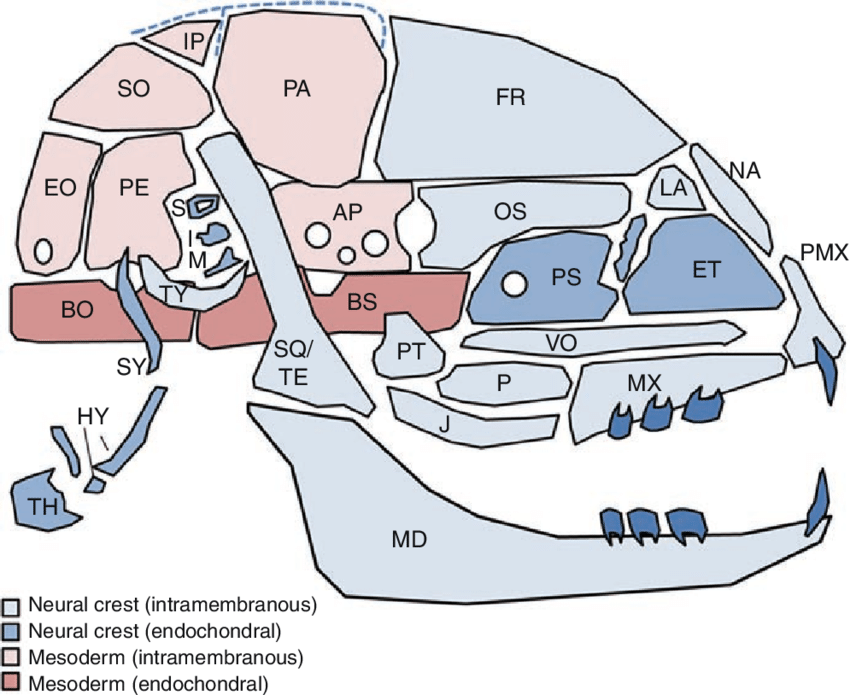 IP
SO
PA
FR
EO
PE
S
I
M
AP
OS
LA
NA
PMX
TY
BO
BS
PS
ET
SY
SQ/
TE
PT
VO
P
MX
J
HY
TH
MD
Neural crest (intramembranous)
Neural crest (endochondral)
Mesoderm (intramembranous)
Mesoderm (endochondral)